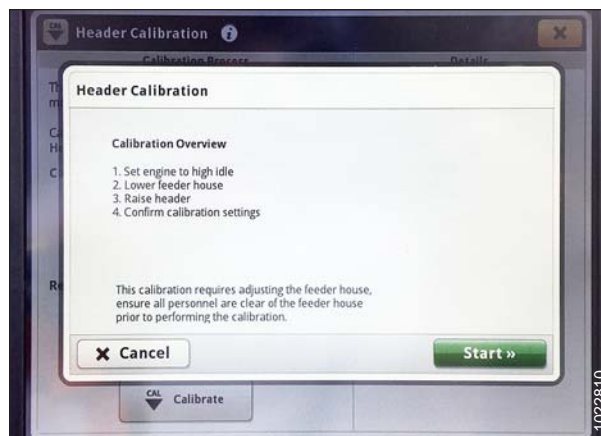 CAL Header Calibration i
Calibration Process Details
Header Calibration
Calibration Overview
1. Set engine to high idle
2. Lower feeder house
3. Raise header
4. Confirm calibration settings
This calibration requires adjusting the feeder house,
ensure all personnel are clear of the feeder house
prior to performing the calibration.
Cancel
Start »
CAL Calibrate
1022810